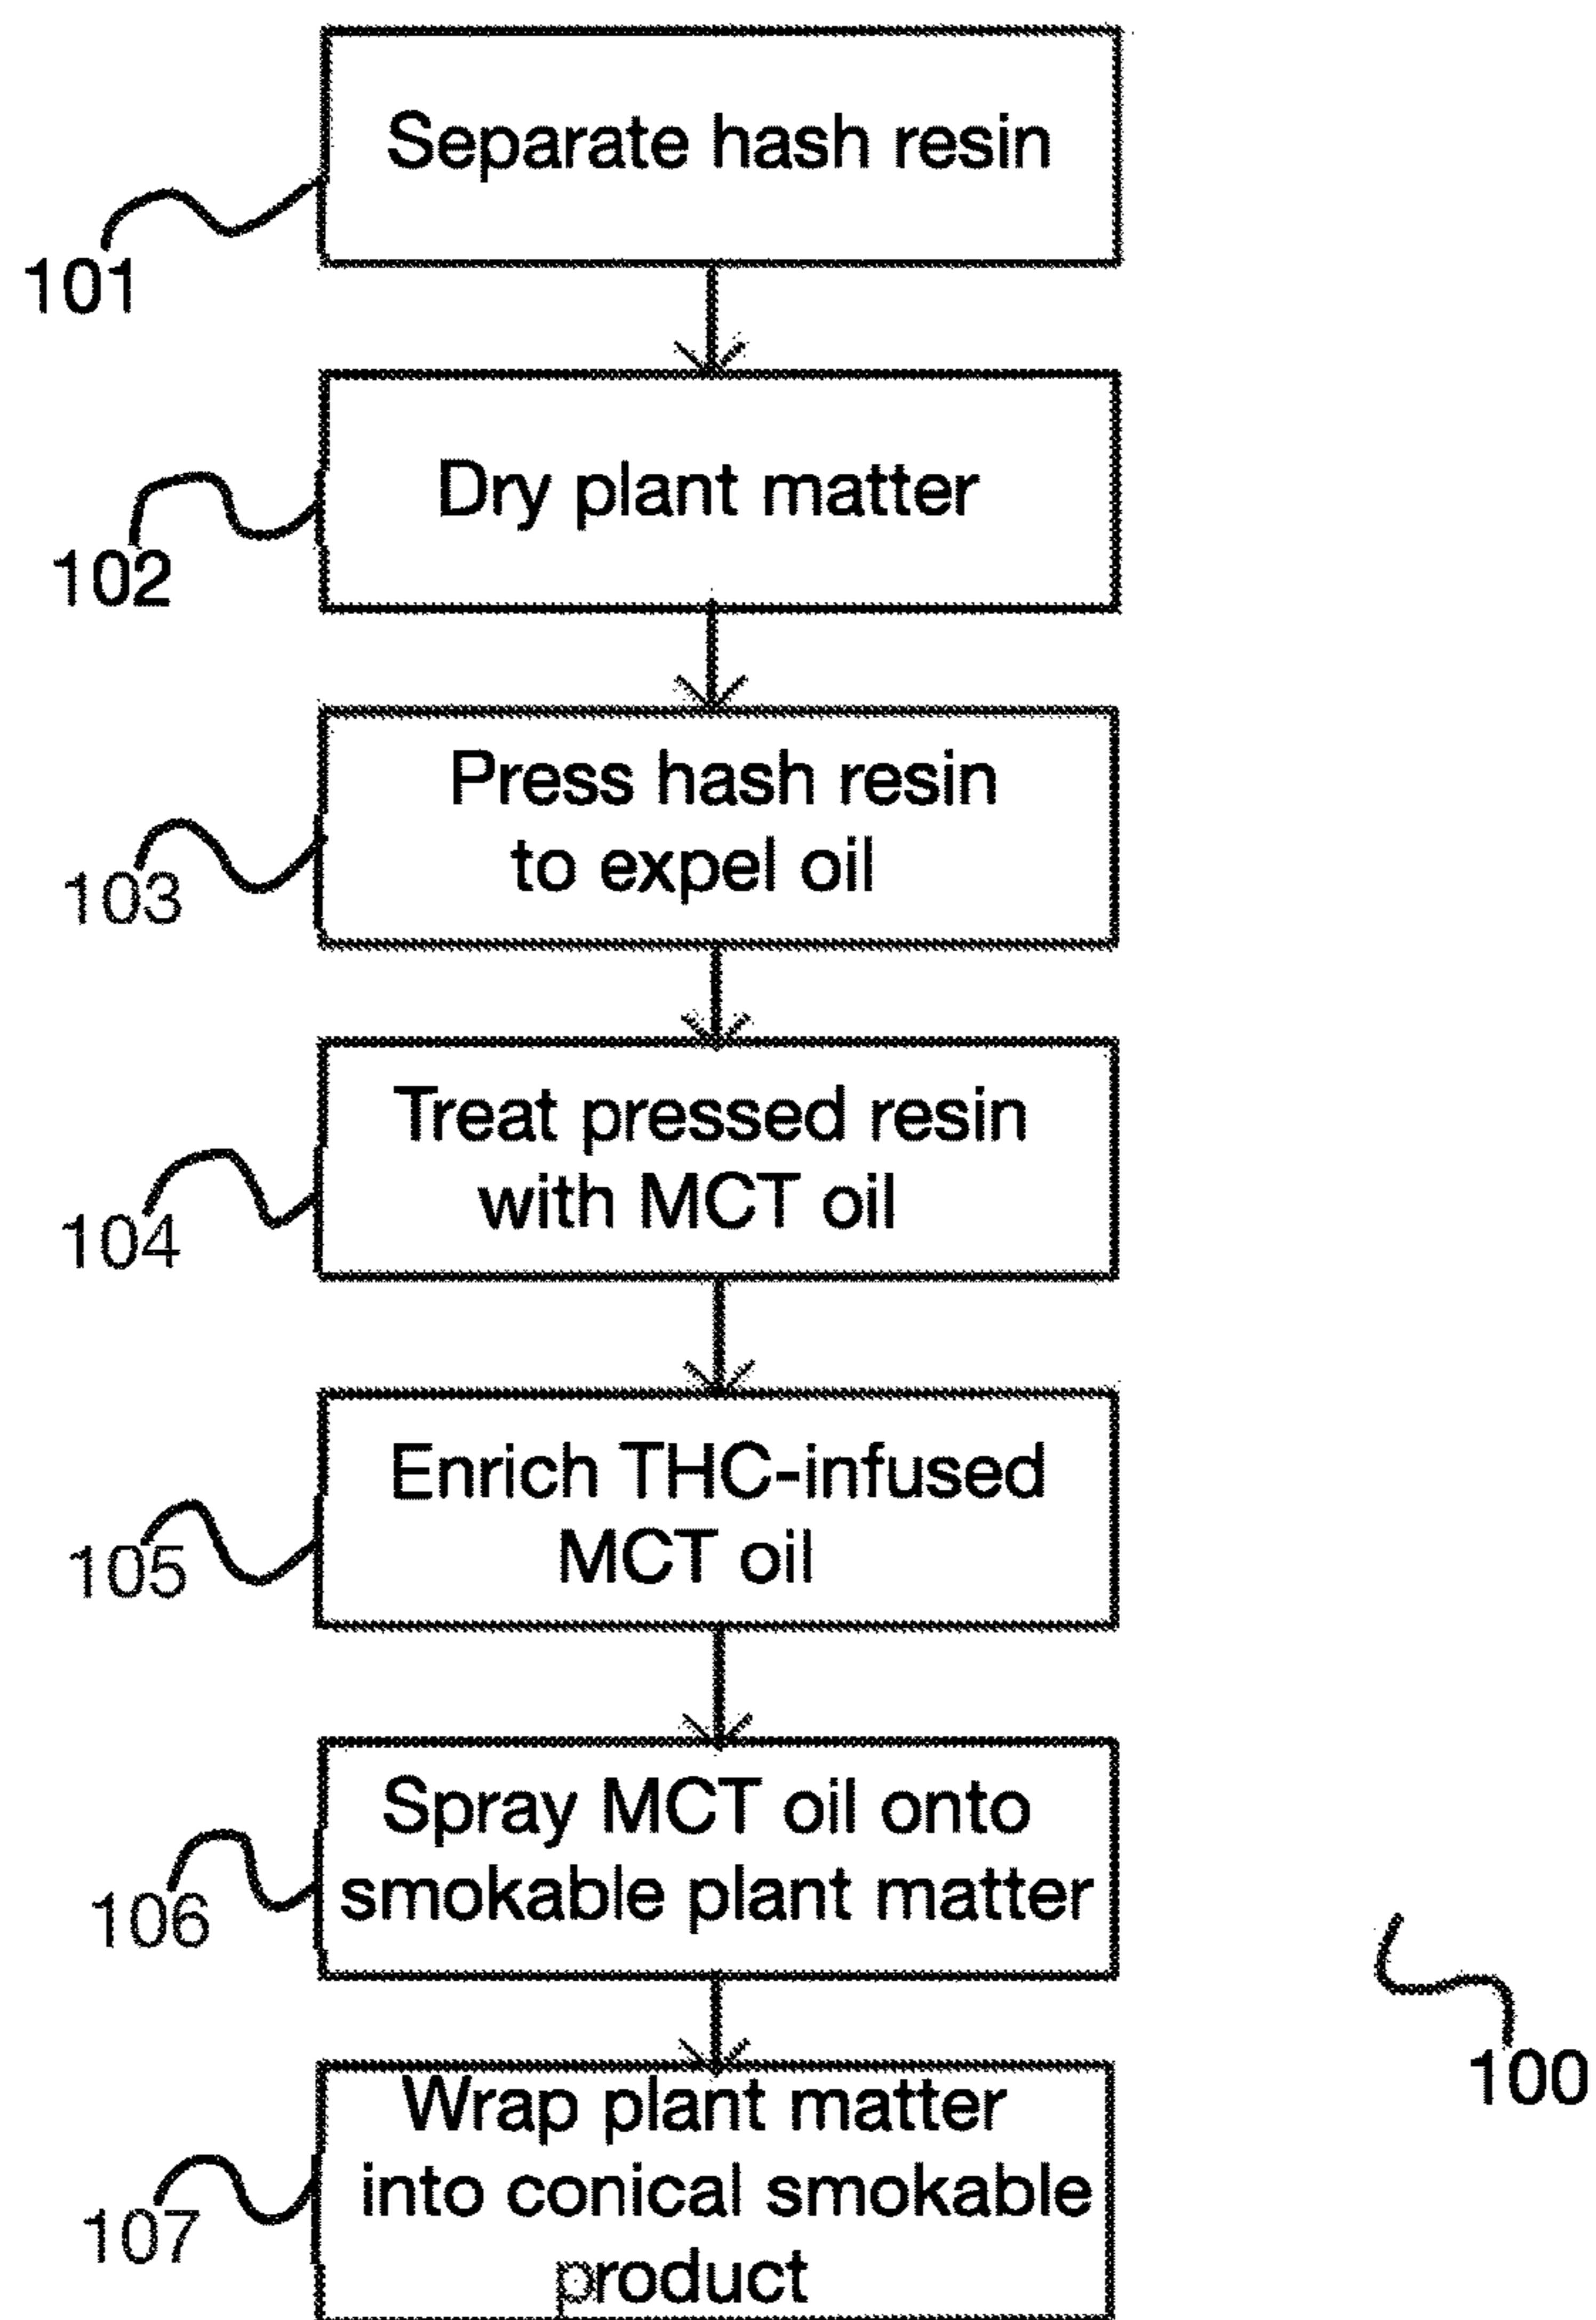 Separate hash resin
101
Dry plant matter
102
Press hash resin
to expel oil
103
Treat pressed resin
with MCT oil
104
Enrich THC-infused
MCT oil
105
Spray MCT oil onto
smokable plant matter
106
100
Wrap plant matter
into conical smokable
product
107